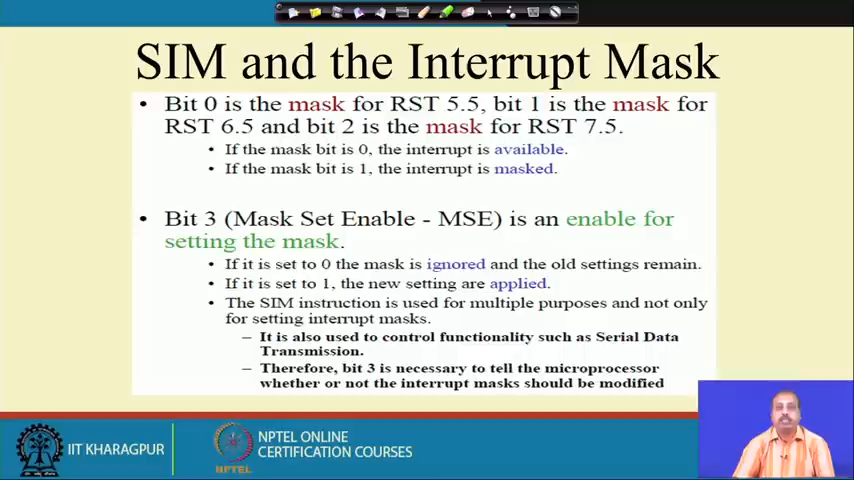 SIM and the Interrupt Mask
• Bit 0 is the mask for RST 5.5, bit 1 is the mask for
RST 6.5 and bit 2 is the mask for RST 7.5.
• If the mask bit is 0, the interrupt is available.
• If the mask bit is 1, the interrupt is masked.
• Bit 3 (Mask Set Enable - MSE) is an enable for
setting the mask.
• If it is set to 0 the mask is ignored and the old settings remain.
• If it is set to 1, the new setting are applied.
• The SIM instruction is used for multiple purposes and not only
for setting interrupt masks.
– It is also used to control functionality such as Serial Data
Transmission.
– Therefore, bit 3 is necessary to tell the microprocessor
whether or not the interrupt masks should be modified
IIT KHARAGPUR
NPTEL
NPTEL ONLINE
CERTIFICATION COURSES